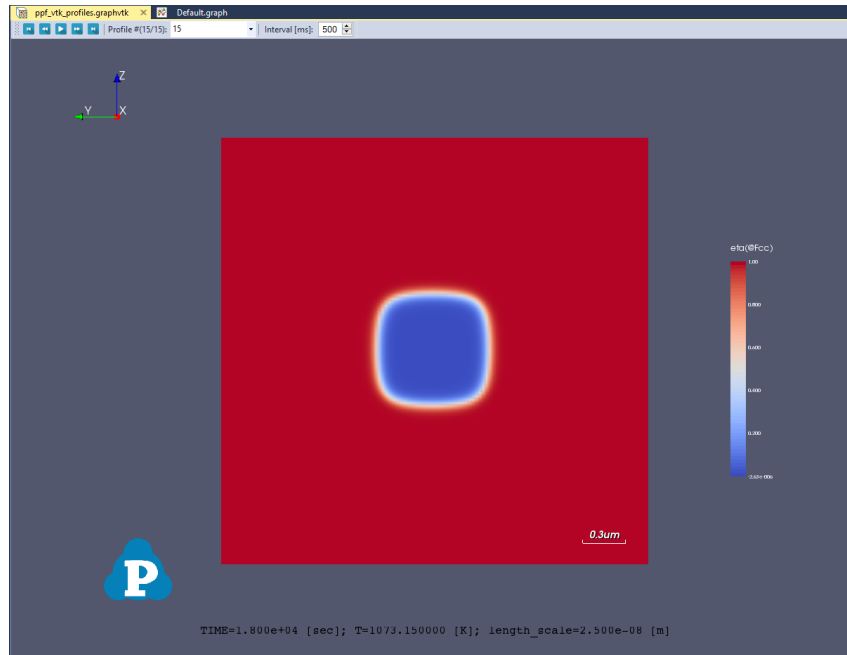 ppf_vtk_profiles.graphvtk
Default.graph
Profile #(15/15): 15
Interval [ms]: 500
Z
Y
X
eta(@Fcc)
1.00
0.800
0.600
0.400
0.200
0.3um
P
TIME=1.800e+04 [sec]; T=1073.150000 [K]; length_scale=2.500e-08 [m]